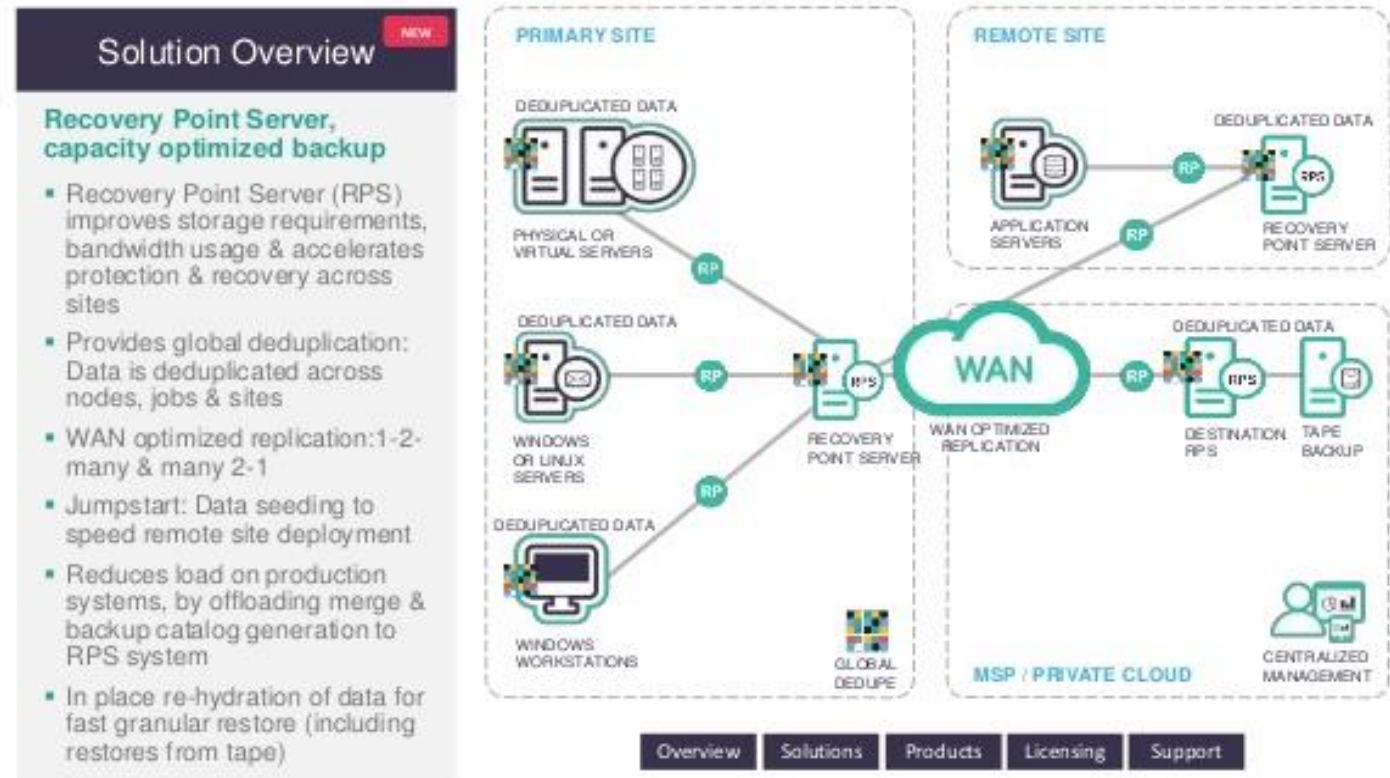 Solution Overview
NEW
Recovery Point Server,
capacity optimized backup
▪ Recovery Point Server (RPS)
improves storage requirements,
bandwidth usage & accelerates
protection & recovery across
sites
▪ Provides global deduplication:
Data is deduplicated across
nodes, jobs & sites
▪ WAN optimized replication:1-2-
many & many 2-1
▪ Jumpstart: Data seeding to
speed remote site deployment
▪ Reduces load on production
systems, by offloading merge &
backup catalog generation to
RPS system
▪ In place re-hydration of data for
fast granular restore (including
restores from tape)
PRIMARY SITE
DEDUPLICATED DATA
PHYSICAL OR
VIRTUAL SERVERS
RP
DEDUPLICATED DATA
WINDOWS
OR LINUX
SERVERS
RP
RPS
RECOVERY
POINT SERVER
RP
DEDUPLICATED DATA
WINDOWS
WORKSTATIONS
GLOBAL
DEDUPE
REMOTE SITE
DEDUPLICATED DATA
RP
RPS
APPLICATION
SERVERS
RP
RECOVERY
POINT SERVER
WAN
WAN OPTIMIZED
REPLICATION
DEDUPLICATED DATA
RP
RPS
DESTINATION
RPS
TAPE
BACKUP
MSP / PRIVATE CLOUD
CENTRALIZED
MANAGEMENT
Overview
Solutions
Products
Licensing
Support